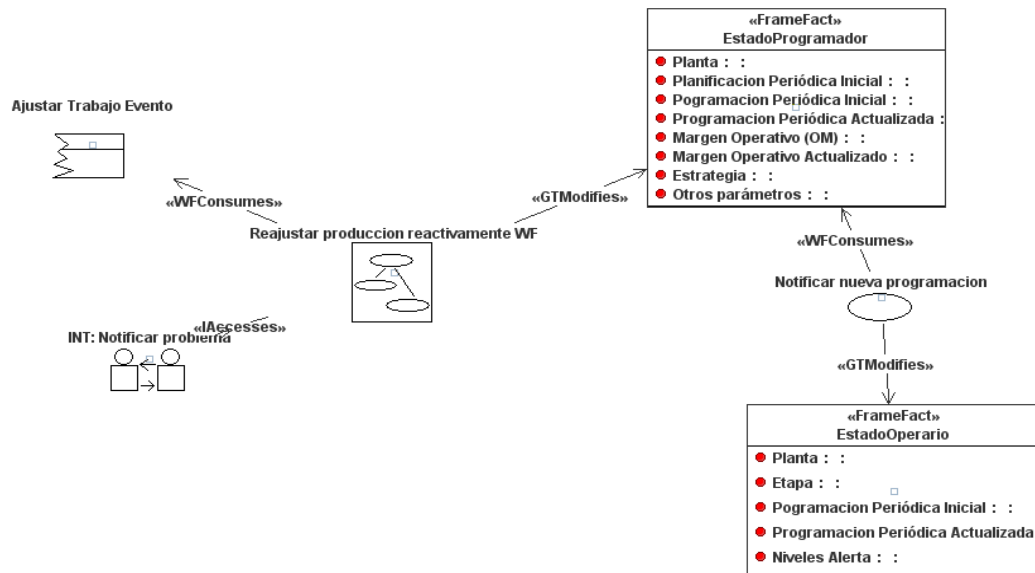 «FrameFact»
EstadoProgramador
Planta : :
Planificacion Periódica Inicial : :
Pogramacion Periódica Inicial : :
Programacion Periódica Actualizada :
Margen Operativo (OM) : :
Margen Operativo Actualizado : :
Estrategia : :
Otros parámetros : :
Ajustar Trabajo Evento
«WFConsumes»
«GTModifies»
Reajustar produccion reactivamente WF
«WFConsumes»
Notificar nueva programacion
«IAccesses»
INT: Notificar problema
«GTModifies»
«FrameFact»
EstadoOperario
Planta : :
Etapa : :
Pogramacion Periódica Inicial : :
Programacion Periódica Actualizada
Niveles Alerta : :